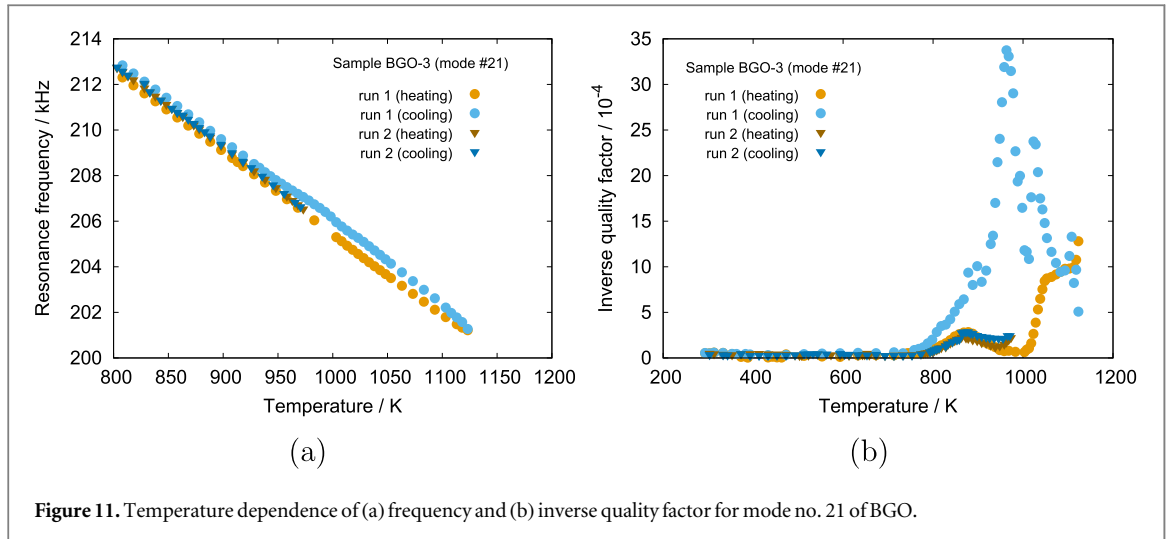 214
212
210
208
206
204
202
200
Resonance frequency / kHz
Sample BGO-3 (mode #21)
run 1 (heating)
run 1 (cooling)
run 2 (heating)
run 2 (cooling)
800 850 900 950 1000 1050 1100 1150 1200
Temperature / K
(a)
35
30
25
20
15
10
5
0
Inverse quality factor / 10-4
Sample BGO-3 (mode #21)
run 1 (heating)
run 1 (cooling)
run 2 (heating)
run 2 (cooling)
200 400 600 800 1000 1200
Temperature / K
(b)
Figure 11. Temperature dependence of (a) frequency and (b) inverse quality factor for mode no. 21 of BGO.